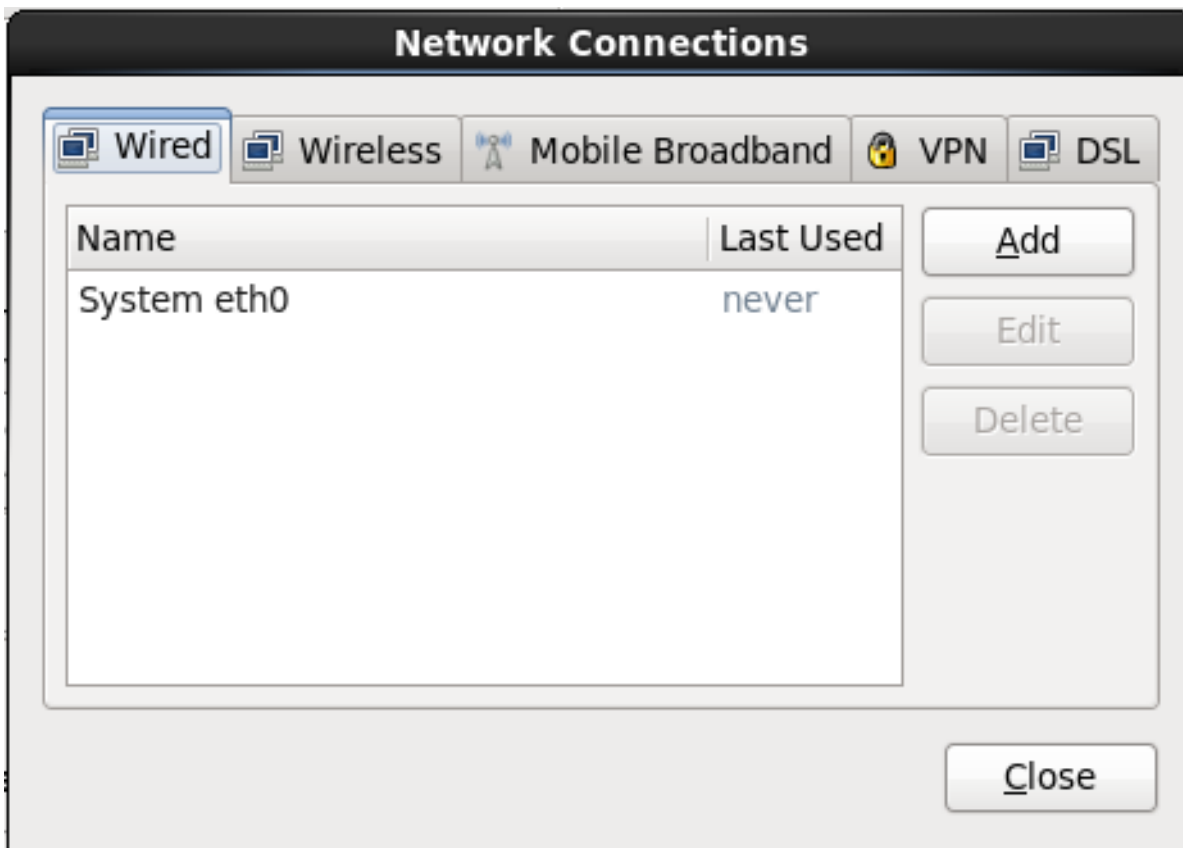 Network Connections
Wired Wireless Mobile Broadband VPN DSL
Name Last Used Add
System eth0 never
Edit
Delete
Close